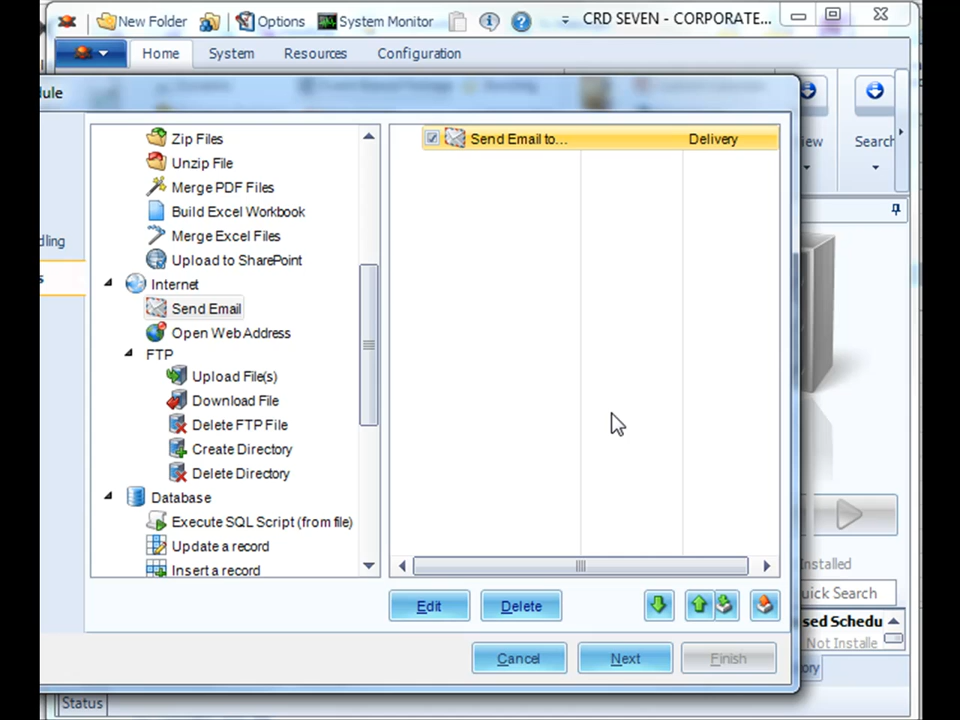 New Folder Options System Monitor CRD SEVEN - CORPORATE...
Home System Resources Configuration
dule
iew Search
Zip Files
Unzip File
Merge PDF Files
Build Excel Workbook
Merge Excel Files
Upload to SharePoint
Internet
Send Email
Open Web Address
FTP
Upload File(s)
Download File
Delete FTP File
Create Directory
Delete Directory
Database
Execute SQL Script (from file)
Update a record
Insert a record
dling
s
Send Email to... Delivery
Edit Delete
Cancel Next Finish
Installed
uick Search
sed Schedu
Not Installe
ory
Status